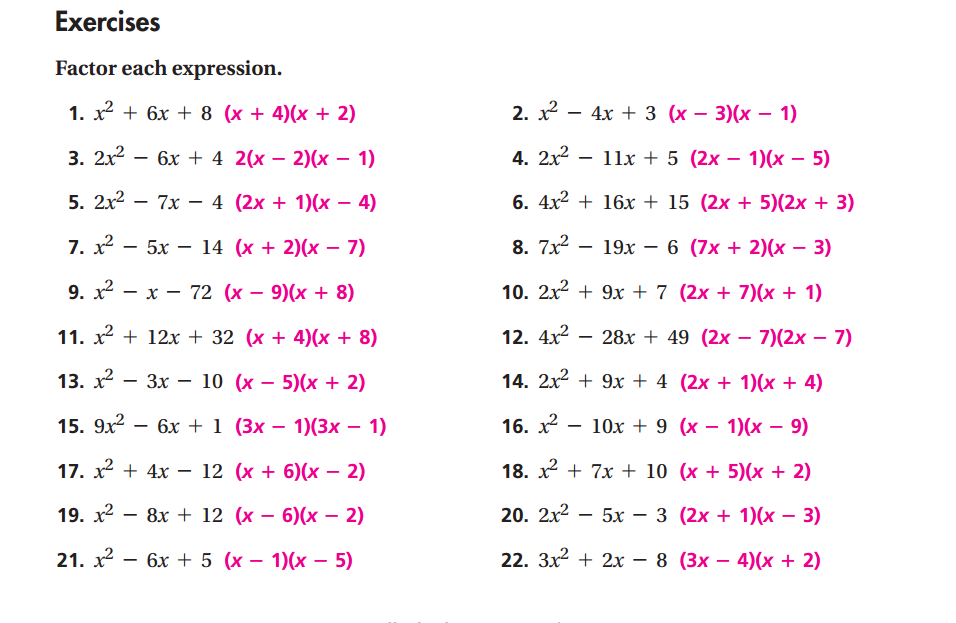 Exercises
Factor each expression.
1. x² + 6x + 8 (x + 4)(x + 2)
2. x² − 4x + 3 (x − 3)(x − 1)
3. 2x² − 6x + 4 2(x − 2)(x − 1)
4. 2x² − 11x + 5 (2x − 1)(x − 5)
5. 2x² − 7x − 4 (2x + 1)(x − 4)
6. 4x² + 16x + 15 (2x + 5)(2x + 3)
7. x² − 5x − 14 (x + 2)(x − 7)
8. 7x² − 19x − 6 (7x + 2)(x − 3)
9. x² − x − 72 (x − 9)(x + 8)
10. 2x² + 9x + 7 (2x + 7)(x + 1)
11. x² + 12x + 32 (x + 4)(x + 8)
12. 4x² − 28x + 49 (2x − 7)(2x − 7)
13. x² − 3x − 10 (x − 5)(x + 2)
14. 2x² + 9x + 4 (2x + 1)(x + 4)
15. 9x² − 6x + 1 (3x − 1)(3x − 1)
16. x² − 10x + 9 (x − 1)(x − 9)
17. x² + 4x − 12 (x + 6)(x − 2)
18. x² + 7x + 10 (x + 5)(x + 2)
19. x² − 8x + 12 (x − 6)(x − 2)
20. 2x² − 5x − 3 (2x + 1)(x − 3)
21. x² − 6x + 5 (x − 1)(x − 5)
22. 3x² + 2x − 8 (3x − 4)(x + 2)